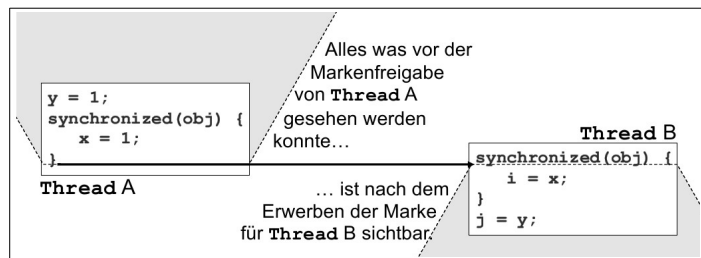 Alles was vor der
Markenfreigabe
von Thread A
gesehen werden
konnte...
y = 1;
synchronized(obj) {
x = 1;
}
Thread A
Thread B
synchronized(obj) {
i = x;
}
j = y;
... ist nach dem
Erwerben der Marke
für Thread B sichtbar.